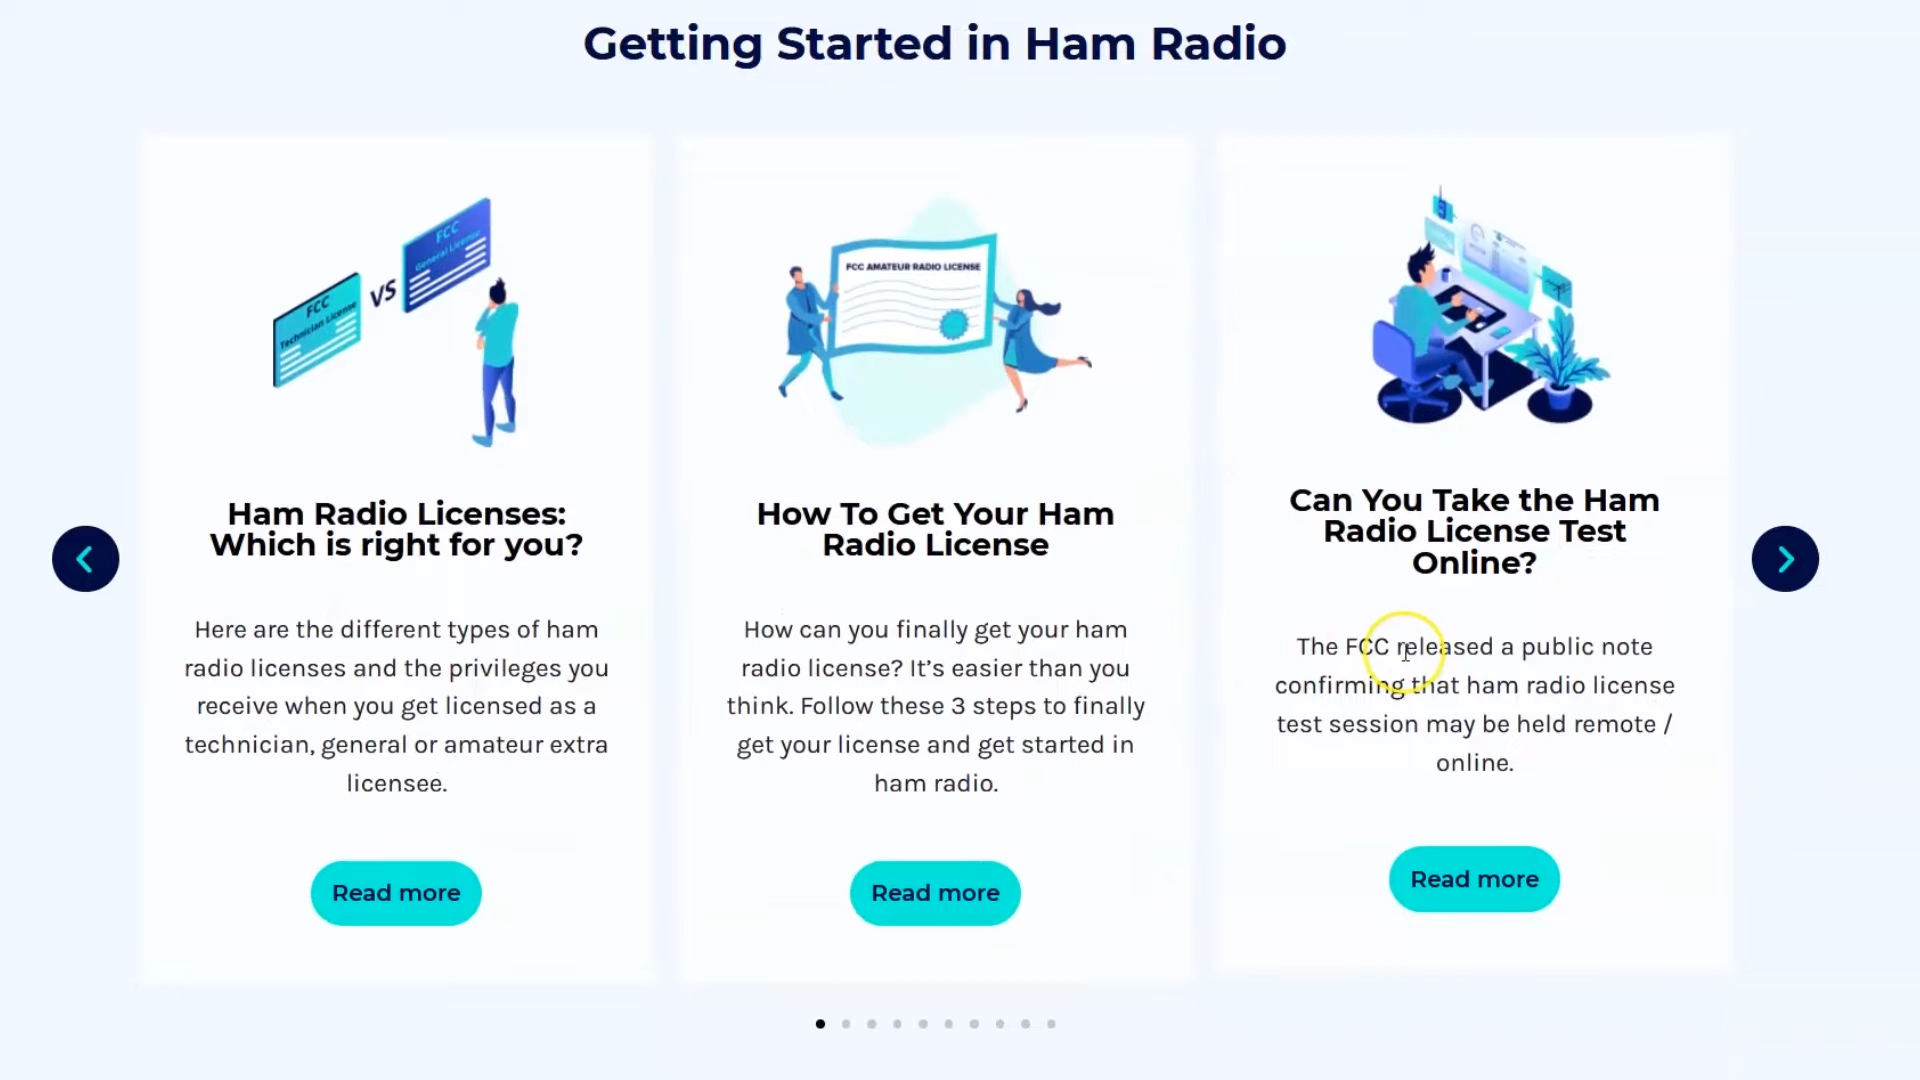 Getting Started in Ham Radio
FCC
Technician License
VS
FCC
General License
Ham Radio Licenses:
Which is right for you?
Here are the different types of ham
radio licenses and the privileges you
receive when you get licensed as a
technician, general or amateur extra
licensee.
Read more
FCC AMATEUR RADIO LICENSE
How To Get Your Ham
Radio License
How can you finally get your ham
radio license? It’s easier than you
think. Follow these 3 steps to finally
get your license and get started in
ham radio.
Read more
Can You Take the Ham
Radio License Test
Online?
The FCC released a public note
confirming that ham radio license
test session may be held remote /
online.
Read more